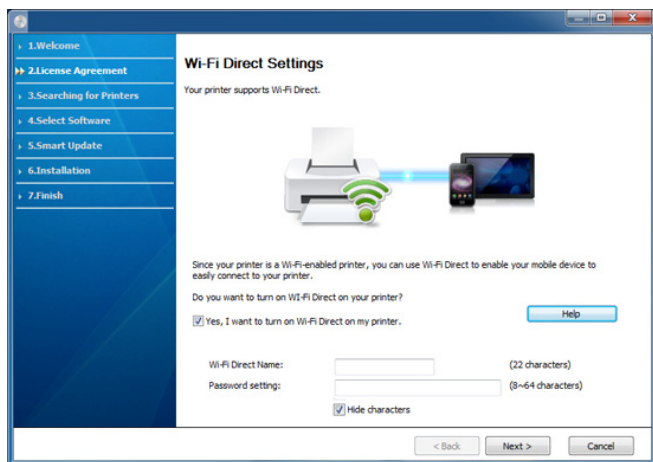 1.Welcome
2.License Agreement
3.Searching for Printers
4.Select Software
5.Smart Update
6.Installation
7.Finish
Wi-Fi Direct Settings
Your printer supports Wi-Fi Direct.
Since your printer is a Wi-Fi-enabled printer, you can use Wi-Fi Direct to enable your mobile device to
easily connect to your printer.
Do you want to turn on WI-Fi Direct on your printer?
Yes, I want to turn on Wi-Fi Direct on my printer.
Help
Wi-Fi Direct Name: (22 characters)
Password setting: (8~64 characters)
Hide characters
< Back Next > Cancel